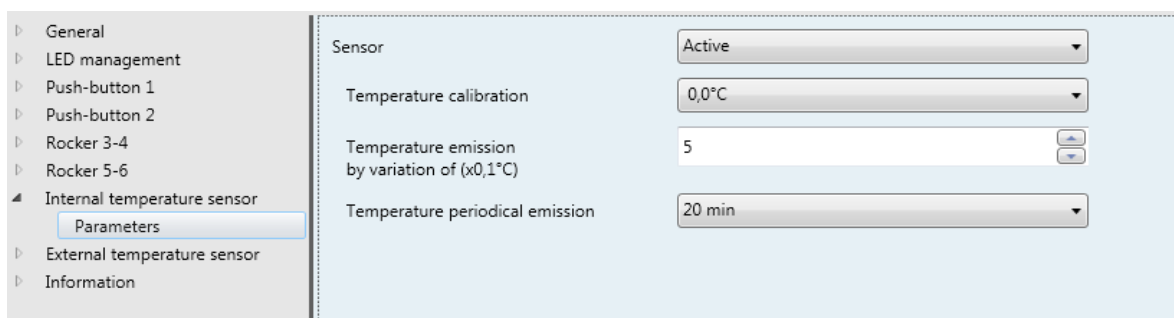 General
LED management
Push-button 1
Push-button 2
Rocker 3-4
Rocker 5-6
Internal temperature sensor
Parameters
External temperature sensor
Information
Sensor
Active
Temperature calibration
0,0°C
Temperature emission
by variation of (x0,1°C)
5
Temperature periodical emission
20 min